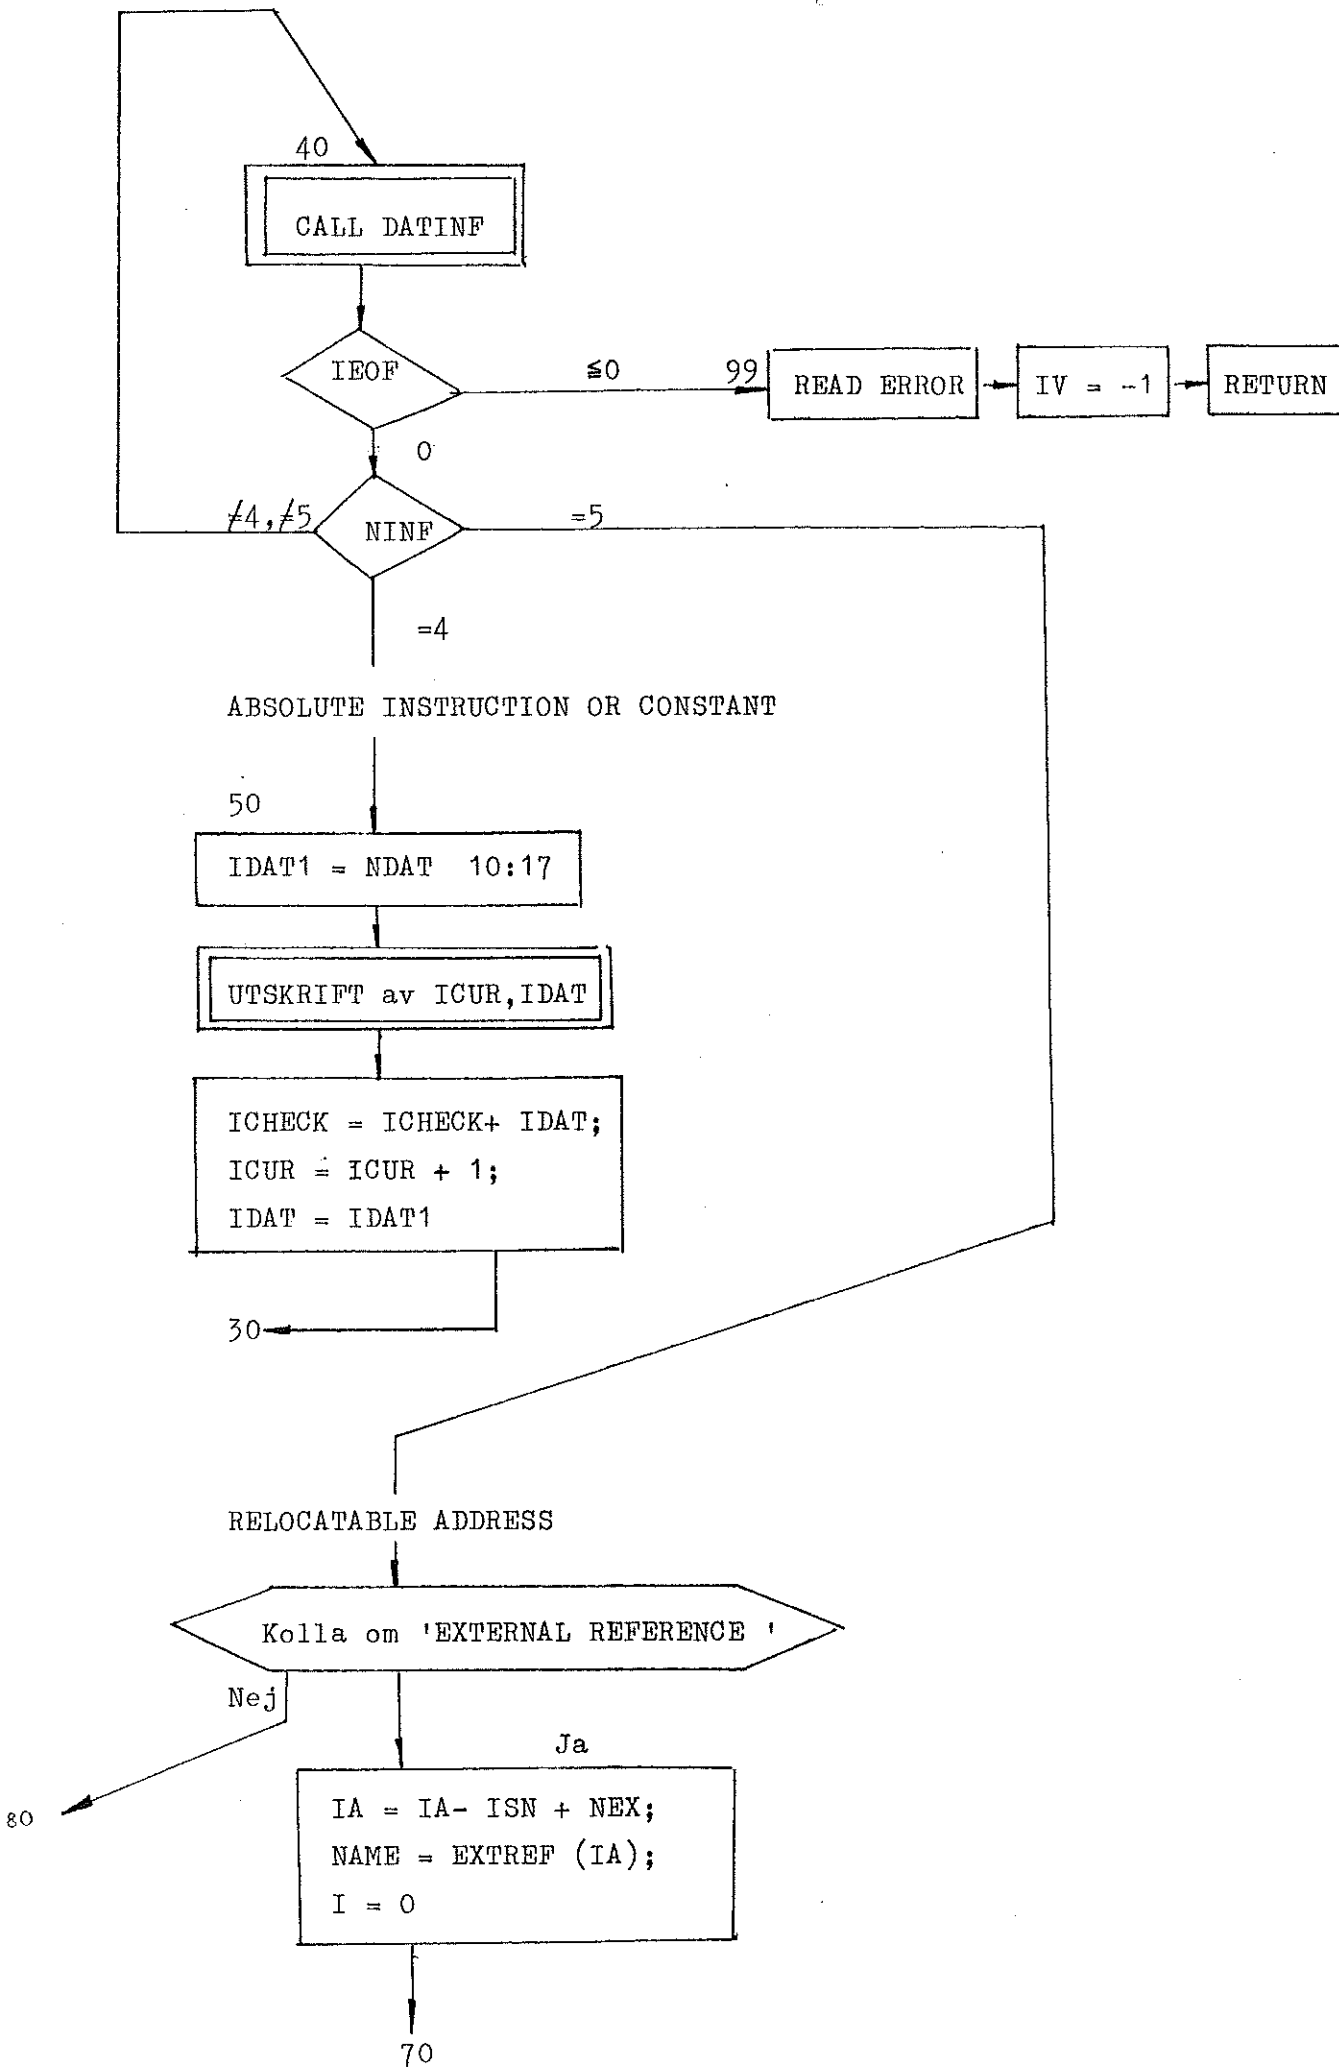 40
CALL DATINF
IEOF
≦0
99
READ ERROR
IV = -1
RETURN
0
≠4,≠5
NINF
=5
=4
ABSOLUTE INSTRUCTION OR CONSTANT
50
IDAT1 = NDAT 10:17
UTSKRIFT av ICUR,IDAT
ICHECK = ICHECK+ IDAT;
ICUR = ICUR + 1;
IDAT = IDAT1
30
RELOCATABLE ADDRESS
Kolla om 'EXTERNAL REFERENCE '
Nej
Ja
80
IA = IA- ISN + NEX;
NAME = EXTREF (IA);
I = 0
70